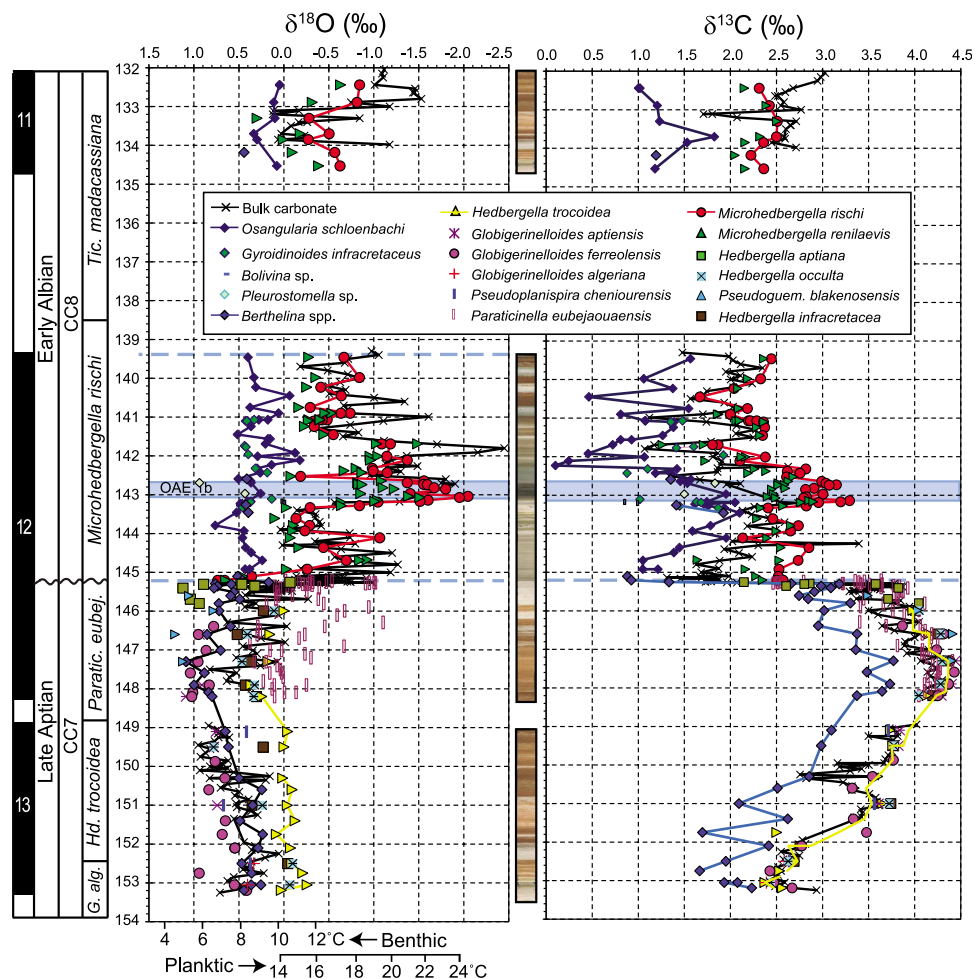 δ18O (‰)
δ13C (‰)
1.5 1.0 0.5 0.0 -0.5 -1.0 -1.5 -2.0 -2.5
0.0 0.5 1.0 1.5 2.0 2.5 3.0 3.5 4.0 4.5
132
133
134
135
136
137
138
139
140
141
142
143
144
145
146
147
148
149
150
151
152
153
154
11
12
13
Early Albian
Late Aptian
CC8
CC7
Tic. madacassiana
Microhedbergella rischi
Paratic. eubej.
Hd. trocoidea
G. alg.
Bulk carbonate
Osangularia schloenbachi
Gyroidinoides infracretaceus
Bolivina sp.
Pleurostomella sp.
Berthelina spp.
Hedbergella trocoidea
Globigerinelloides aptiensis
Globigerinelloides ferreolensis
Globigerinelloides algeriana
Pseudoplanispira cheniourensis
Paraticinella eubejaouaensis
Microhedbergella rischi
Microhedbergella renilaevis
Hedbergella aptiana
Hedbergella occulta
Pseudoguem. blakenosensis
Hedbergella infracretacea
OAE 1b
4 6 8 10 12˚C Benthic
Planktic 14 16 18 20 22 24˚C